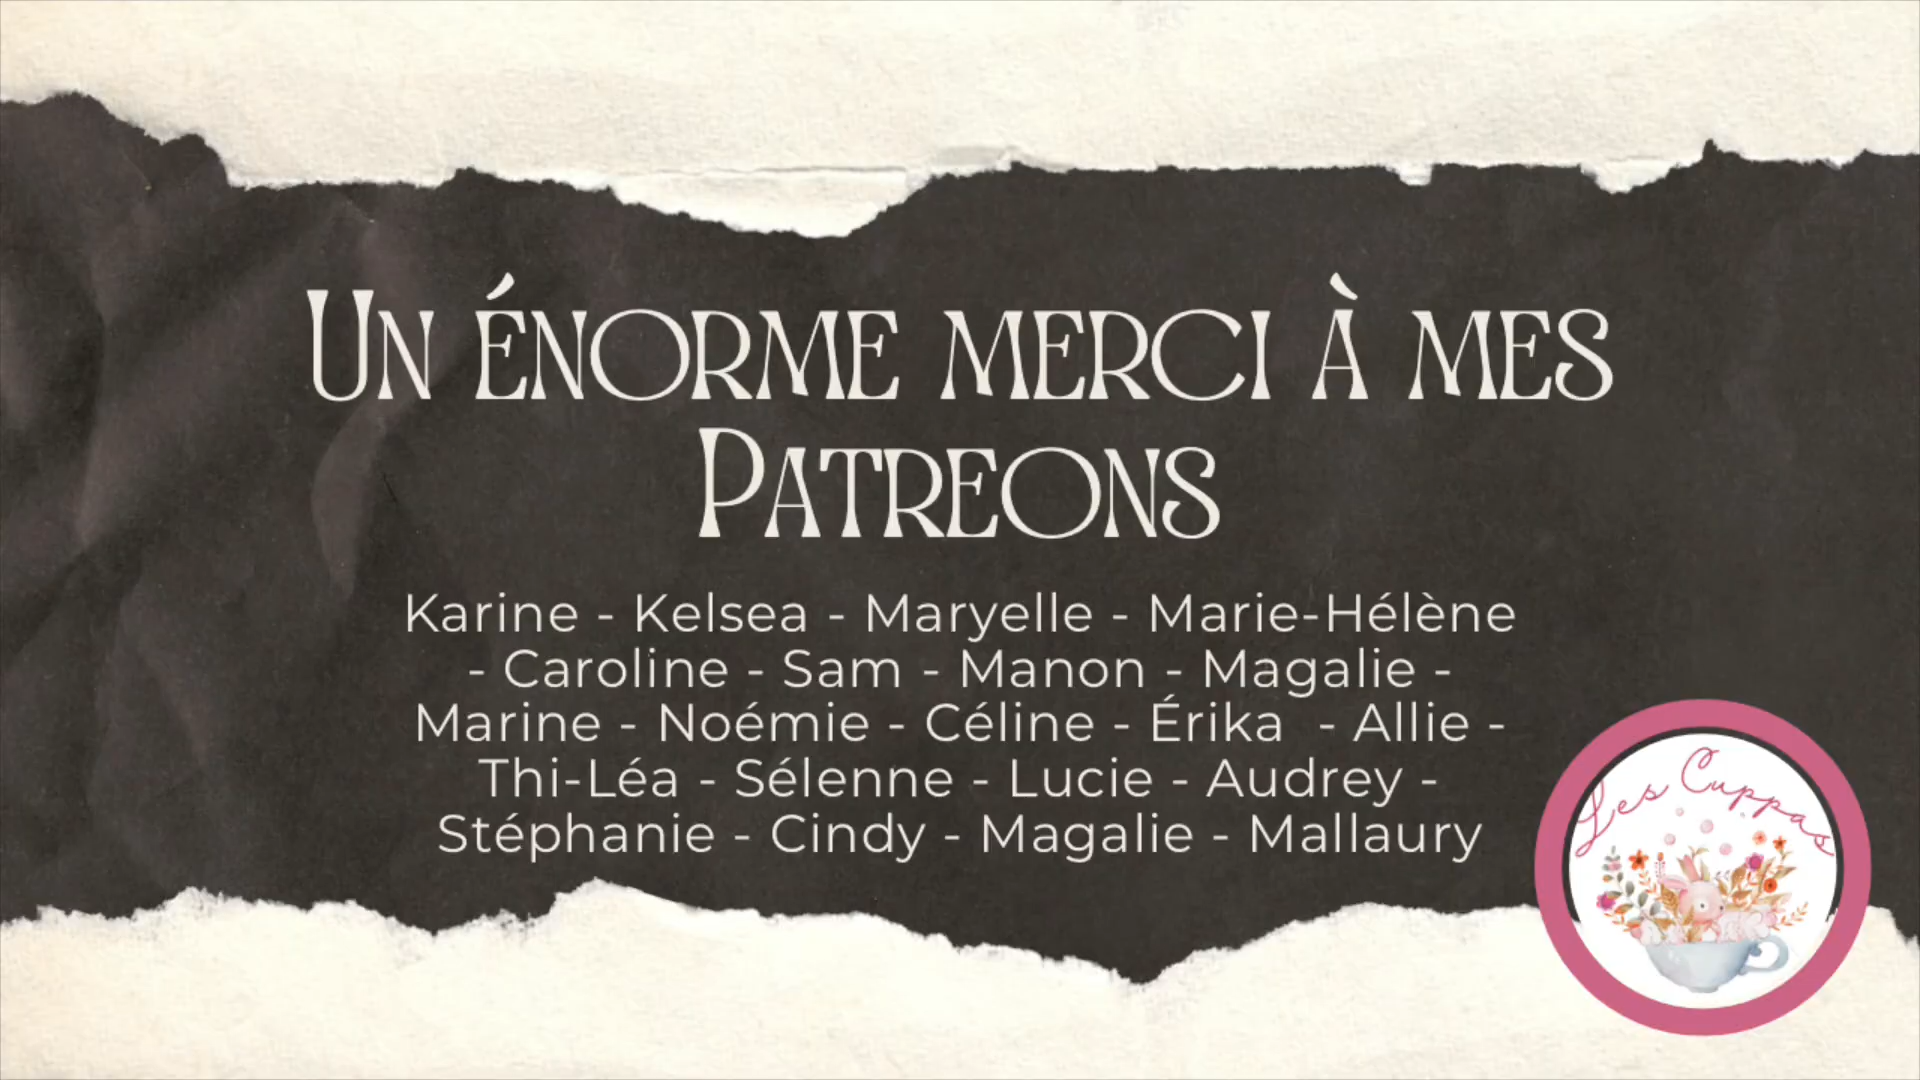 Un énorme merci à mes
Patreons
Karine - Kelsea - Maryelle - Marie-Hélène
- Caroline - Sam - Manon - Magalie -
Marine - Noémie - Céline - Érika - Allie -
Thi-Léa - Sélenne - Lucie - Audrey -
Stéphanie - Cindy - Magalie - Mallaury
Les Cuppas